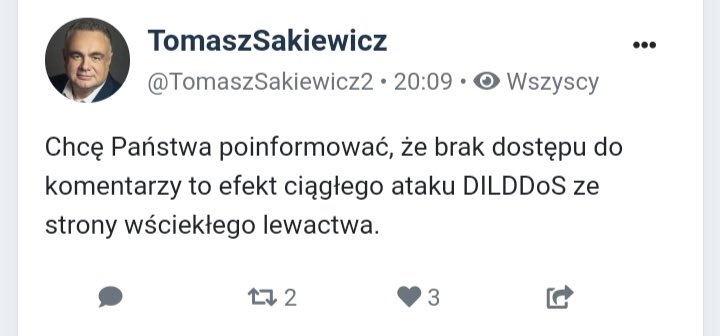 TomaszSakiewicz
@TomaszSakiewicz2 • 20:09 • Wszyscy
Chcę Państwa poinformować, że brak dostępu do
komentarzy to efekt ciągłego ataku DILDDoS ze
strony wściekłego lewactwa.
2 3